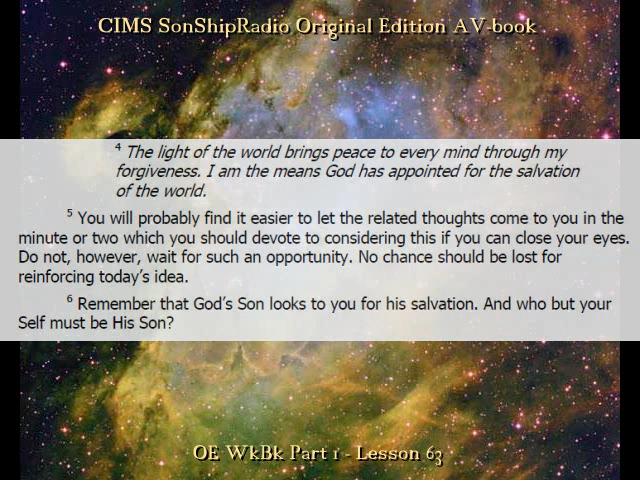 CIMS SonShipRadio Original Edition AV-book
4 The light of the world brings peace to every mind through my
forgiveness. I am the means God has appointed for the salvation
of the world.
5 You will probably find it easier to let the related thoughts come to you in the
minute or two which you should devote to considering this if you can close your eyes.
Do not, however, wait for such an opportunity. No chance should be lost for
reinforcing today’s idea.
6 Remember that God’s Son looks to you for his salvation. And who but your
Self must be His Son?
OE WkBk Part 1 - Lesson 63